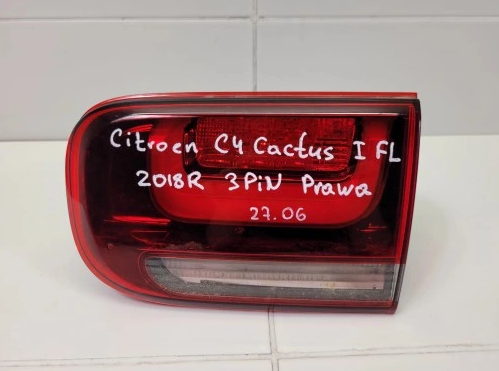 Citroen C4 Cactus I FL
2018R 3PiN Prawa
27.06